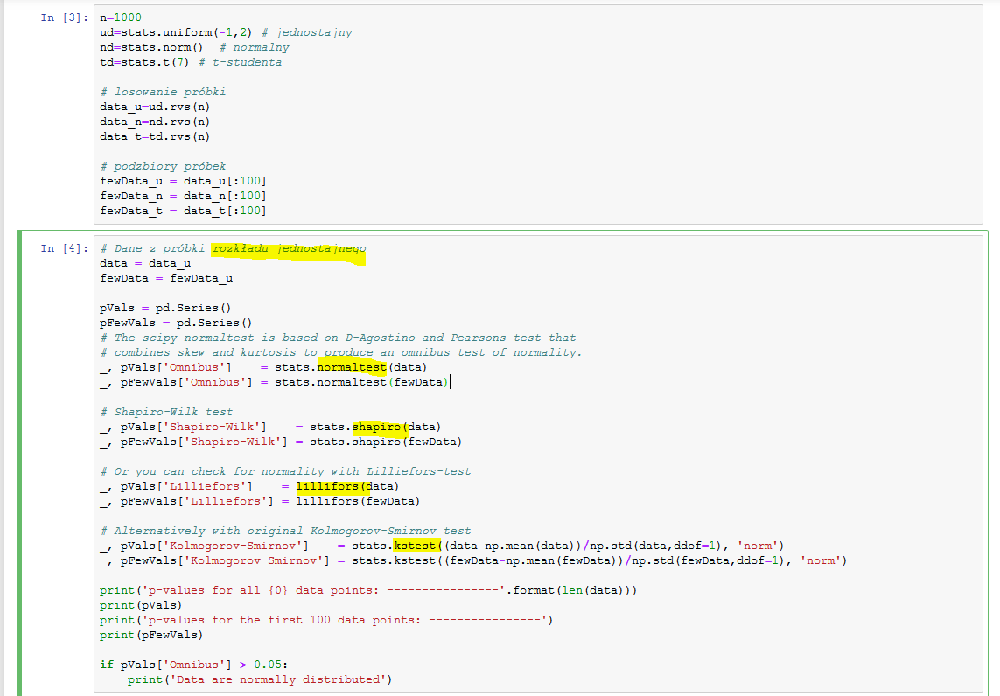 In [3]:
n=1000
ud=stats.uniform(-1,2) # jednostajny
nd=stats.norm()  # normalny
td=stats.t(7) # t-studenta

# losowanie próbki
data_u=ud.rvs(n)
data_n=nd.rvs(n)
data_t=td.rvs(n)

# podzbiory próbek
fewData_u = data_u[:100]
fewData_n = data_n[:100]
fewData_t = data_t[:100]

In [4]:
# Dane z próbki rozkładu jednostajnego
data = data_u
fewData = fewData_u

pVals = pd.Series()
pFewVals = pd.Series()
# The scipy normaltest is based on D-Agostino and Pearsons test that
# combines skew and kurtosis to produce an omnibus test of normality.
_, pVals['Omnibus']    = stats.normaltest(data)
_, pFewVals['Omnibus'] = stats.normaltest(fewData)

# Shapiro-Wilk test
_, pVals['Shapiro-Wilk']    = stats.shapiro(data)
_, pFewVals['Shapiro-Wilk'] = stats.shapiro(fewData)

# Or you can check for normality with Lilliefors-test
_, pVals['Lilliefors']    = lillifors(data)
_, pFewVals['Lilliefors'] = lillifors(fewData)

# Alternatively with original Kolmogorov-Smirnov test
_, pVals['Kolmogorov-Smirnov']    = stats.kstest((data-np.mean(data))/np.std(data,ddof=1), 'norm')
_, pFewVals['Kolmogorov-Smirnov'] = stats.kstest((fewData-np.mean(fewData))/np.std(fewData,ddof=1), 'norm')

print('p-values for all {0} data points: ----------------'.format(len(data)))
print(pVals)
print('p-values for the first 100 data points: ----------------')
print(pFewVals)

if pVals['Omnibus'] > 0.05:
    print('Data are normally distributed')